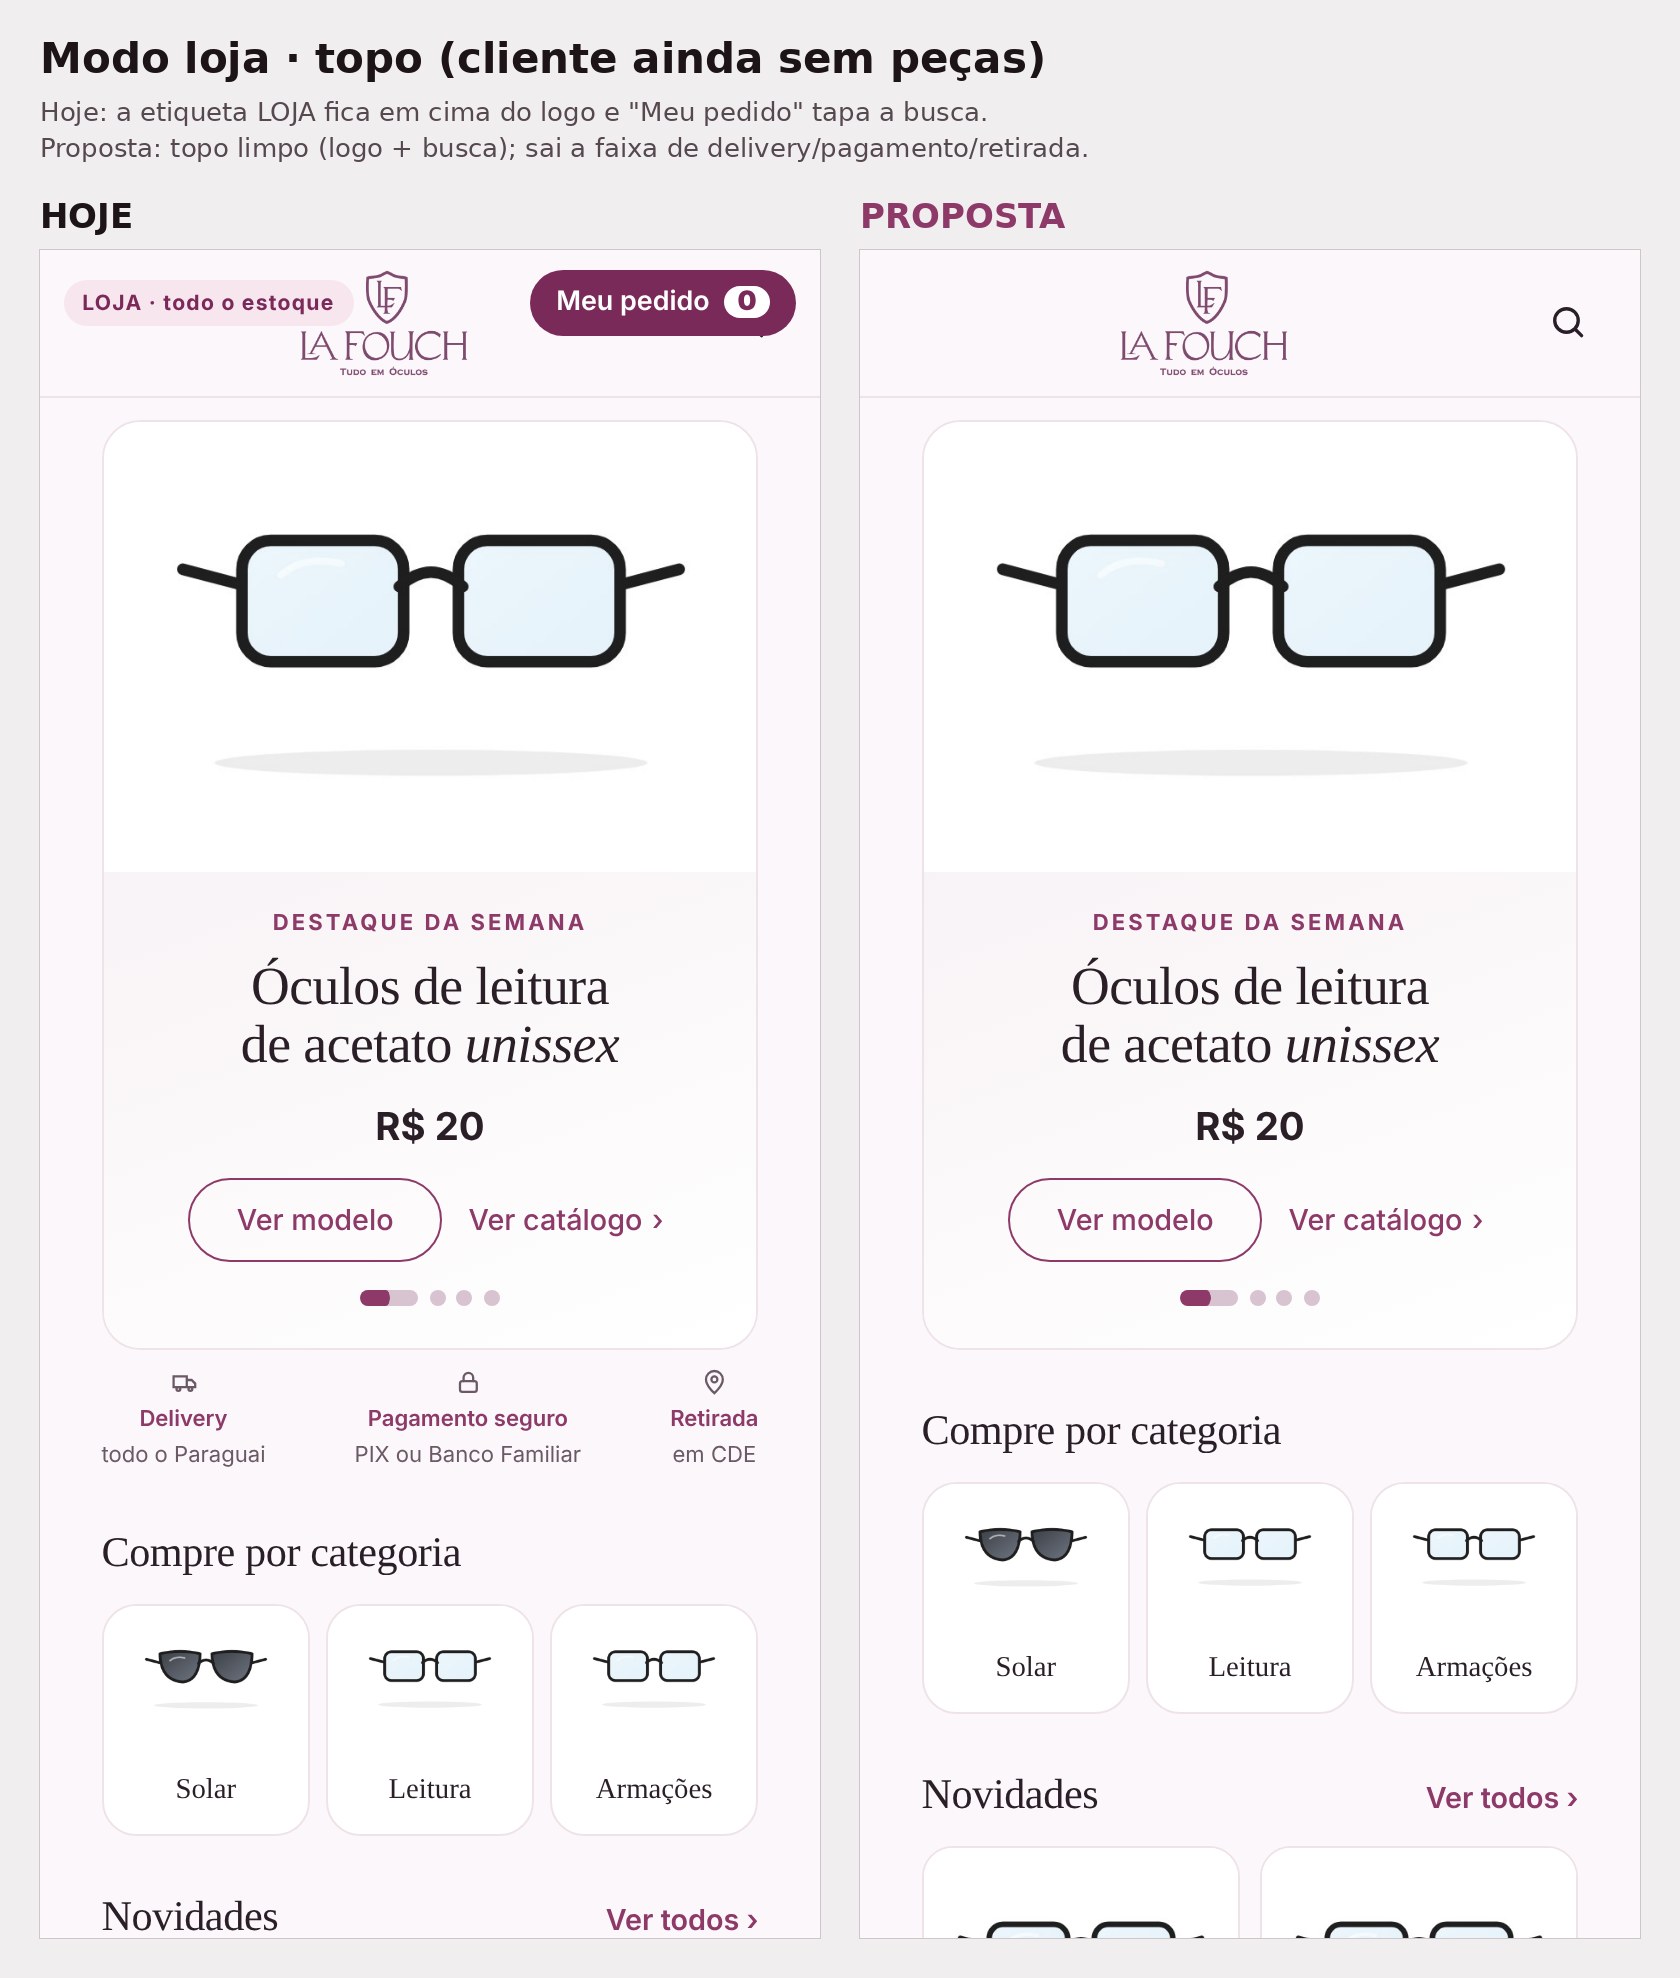 Modo loja · topo (cliente ainda sem peças)
Hoje: a etiqueta LOJA fica em cima do logo e "Meu pedido" tapa a busca.
Proposta: topo limpo (logo + busca); sai a faixa de delivery/pagamento/retirada.
HOJE
LOJA · todo o estoque
LF
LA FOUCH
TUDO EM ÓCULOS
Meu pedido 0
DESTAQUE DA SEMANA
Óculos de leitura
de acetato unissex
R$ 20
Ver modelo
Ver catálogo ›
Delivery
todo o Paraguai
Pagamento seguro
PIX ou Banco Familiar
Retirada
em CDE
Compre por categoria
Solar
Leitura
Armações
Novidades
Ver todos ›
PROPOSTA
LF
LA FOUCH
TUDO EM ÓCULOS
DESTAQUE DA SEMANA
Óculos de leitura
de acetato unissex
R$ 20
Ver modelo
Ver catálogo ›
Compre por categoria
Solar
Leitura
Armações
Novidades
Ver todos ›